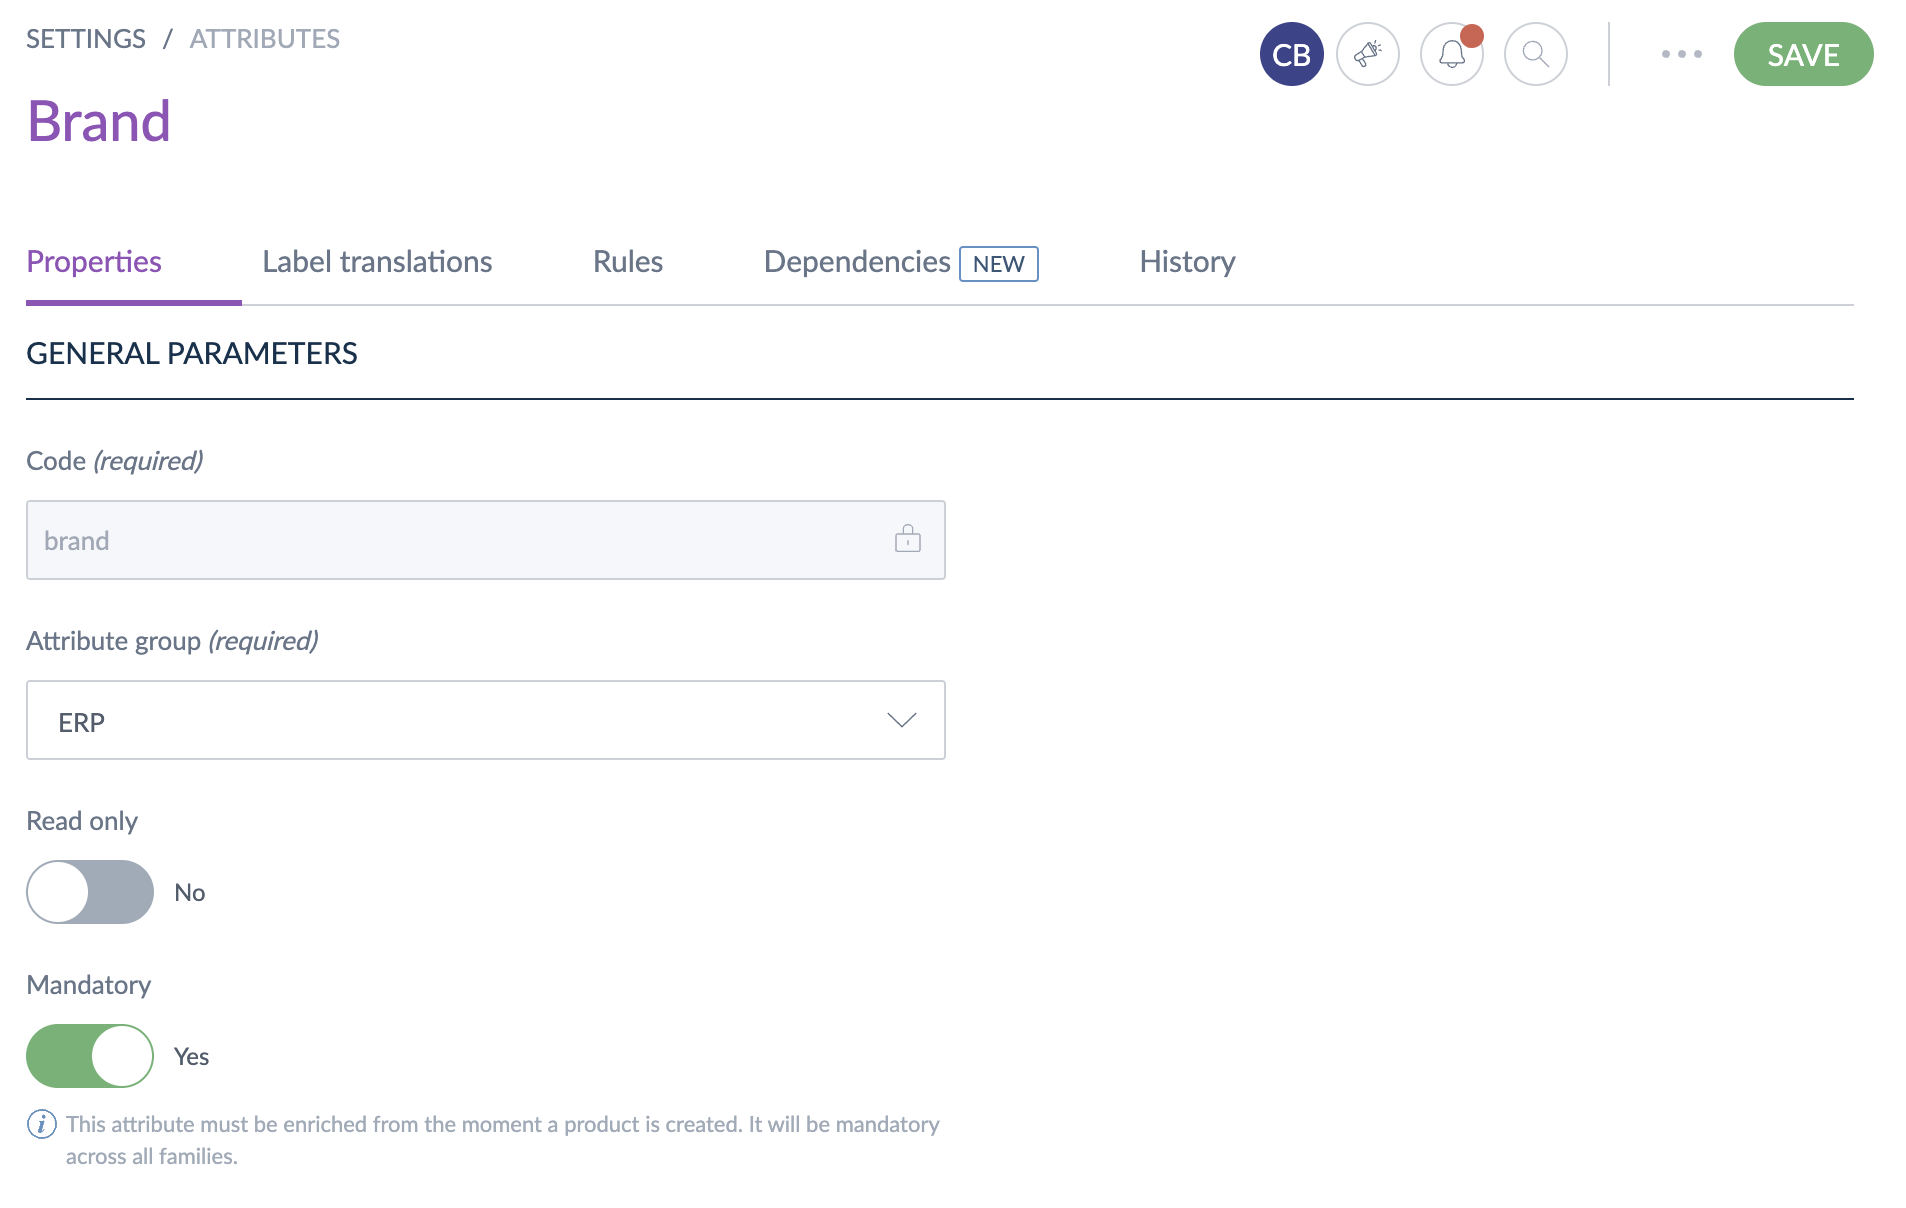 SETTINGS / ATTRIBUTES
CB
SAVE
Brand
Properties
Label translations
Rules
Dependencies NEW
History
GENERAL PARAMETERS
Code (required)
brand
Attribute group (required)
ERP
Read only
No
Mandatory
Yes
This attribute must be enriched from the moment a product is created. It will be mandatory
across all families.